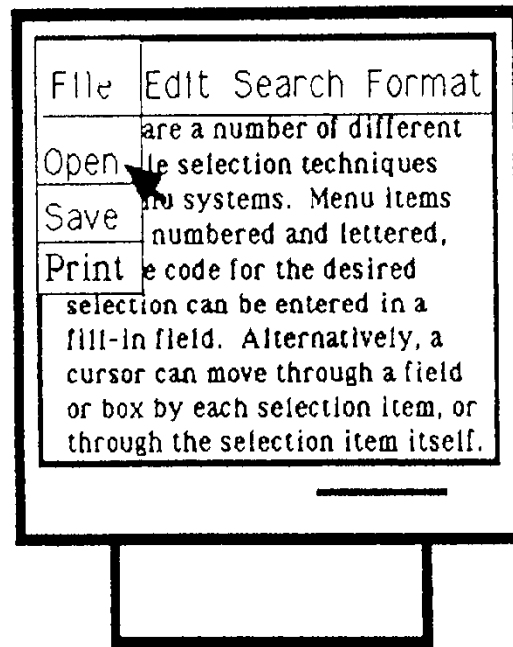 File Edit Search Format
are a number of different
Open le selection techniques
nu systems. Menu items
Save
numbered and lettered,
Print e code for the desired
selection can be entered in a
fill-in field. Alternatively, a
cursor can move through a field
or box by each selection item, or
through the selection item itself.